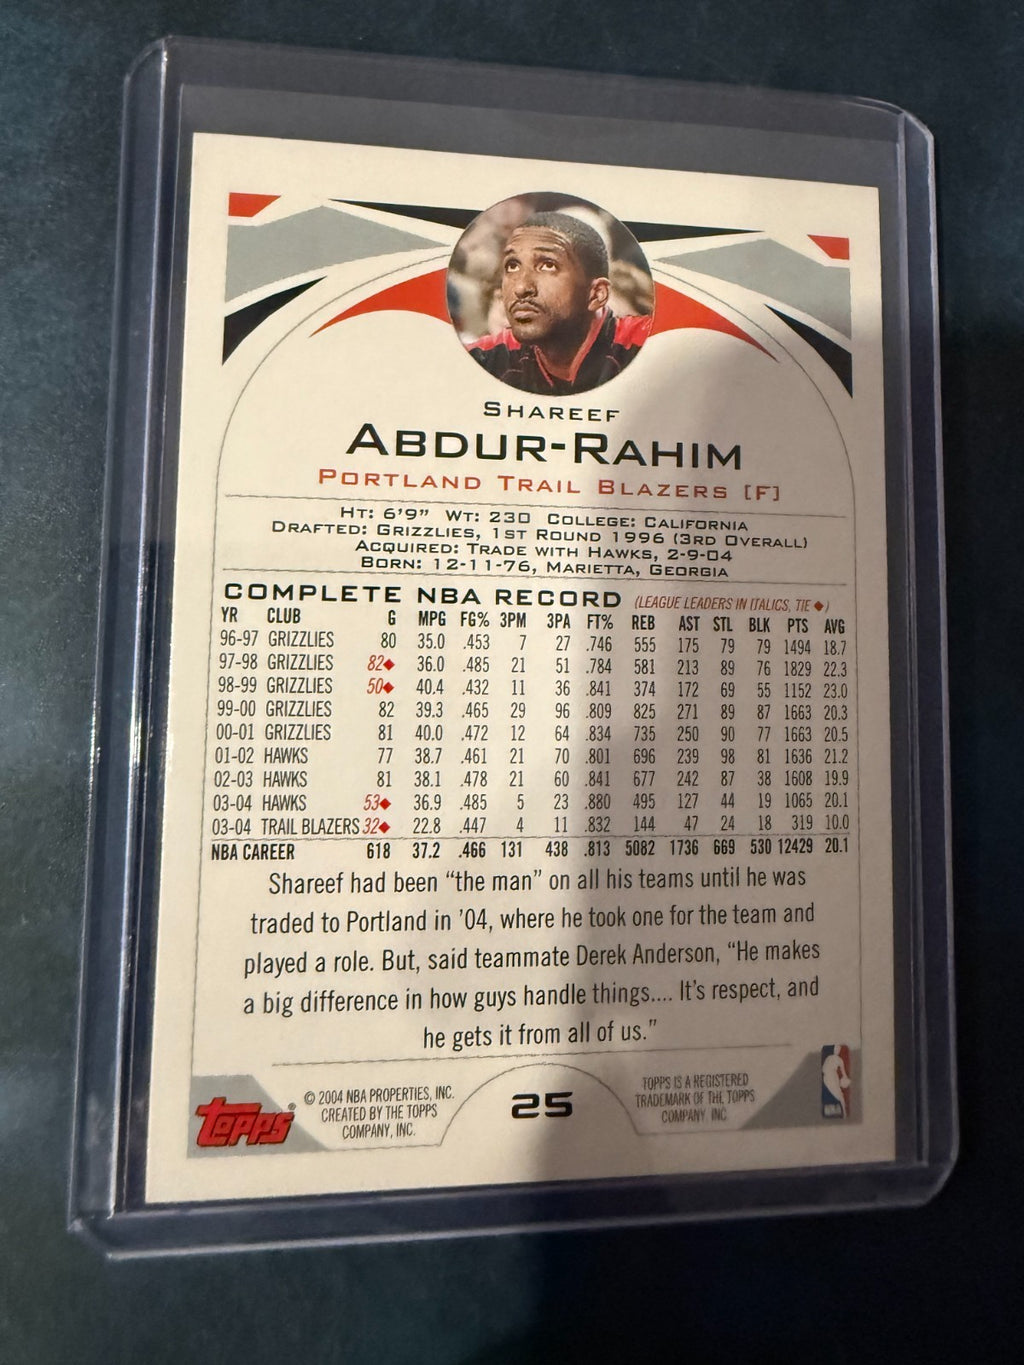 SHAREEF
ABDUR-RAHIM
PORTLAND TRAIL BLAZERS [F]
HT: 6'9" WT: 230 COLLEGE: CALIFORNIA
DRAFTED: GRIZZLIES, 1ST ROUND 1996 (3RD OVERALL)
ACQUIRED: TRADE WITH HAWKS, 2-9-04
BORN: 12-11-76, MARIETTA, GEORGIA
COMPLETE NBA RECORD (LEAGUE LEADERS IN ITALICS, TIE ◆)
YR CLUB G MPG FG% 3PM 3PA FT% REB AST STL BLK PTS AVG
96-97 GRIZZLIES 80 35.0 .453 7 27 .746 555 175 79 79 1494 18.7
97-98 GRIZZLIES 82◆ 36.0 .485 21 51 .784 581 213 89 76 1829 22.3
98-99 GRIZZLIES 50◆ 40.4 .432 11 36 .841 374 172 69 55 1152 23.0
99-00 GRIZZLIES 82 39.3 .465 29 96 .809 825 271 89 87 1663 20.3
00-01 GRIZZLIES 81 40.0 .472 12 64 .834 735 250 90 77 1663 20.5
01-02 HAWKS 77 38.7 .461 21 70 .801 696 239 98 81 1636 21.2
02-03 HAWKS 81 38.1 .478 21 60 .841 677 242 87 38 1608 19.9
03-04 HAWKS 53◆ 36.9 .485 5 23 .880 495 127 44 19 1065 20.1
03-04 TRAIL BLAZERS 32◆ 22.8 .447 4 11 .832 144 47 24 18 319 10.0
NBA CAREER 618 37.2 .466 131 438 .813 5082 1736 669 530 12429 20.1
Shareef had been “the man” on all his teams until he was
traded to Portland in ’04, where he took one for the team and
played a role. But, said teammate Derek Anderson, “He makes
a big difference in how guys handle things.... It’s respect, and
he gets it from all of us.”
Topps®
© 2004 NBA PROPERTIES, INC.
CREATED BY THE TOPPS
COMPANY, INC.
25
TOPPS IS A REGISTERED
TRADEMARK OF THE TOPPS
COMPANY, INC
NBA